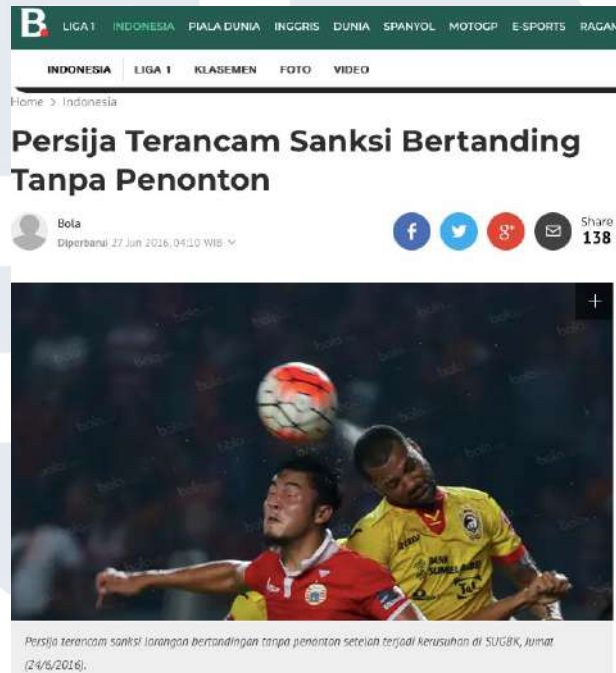 B.
LIGA 1 INDONESIA PIALA DUNIA INGGRIS DUNIA SPANYOL MOTOGP E-SPORTS RAGAM
INDONESIA LIGA 1 KLASEMEN FOTO VIDEO
Home > Indonesia
Persija Terancam Sanksi Bertanding
Tanpa Penonton
Bola
Diperbarui 27 Jun 2016, 04:10 WIB
Share
138
Persija terancam sanksi larangan bertandingan tanpa penonton setelah terjadi kerusuhan di SUGBK, Jumat
(24/6/2016).